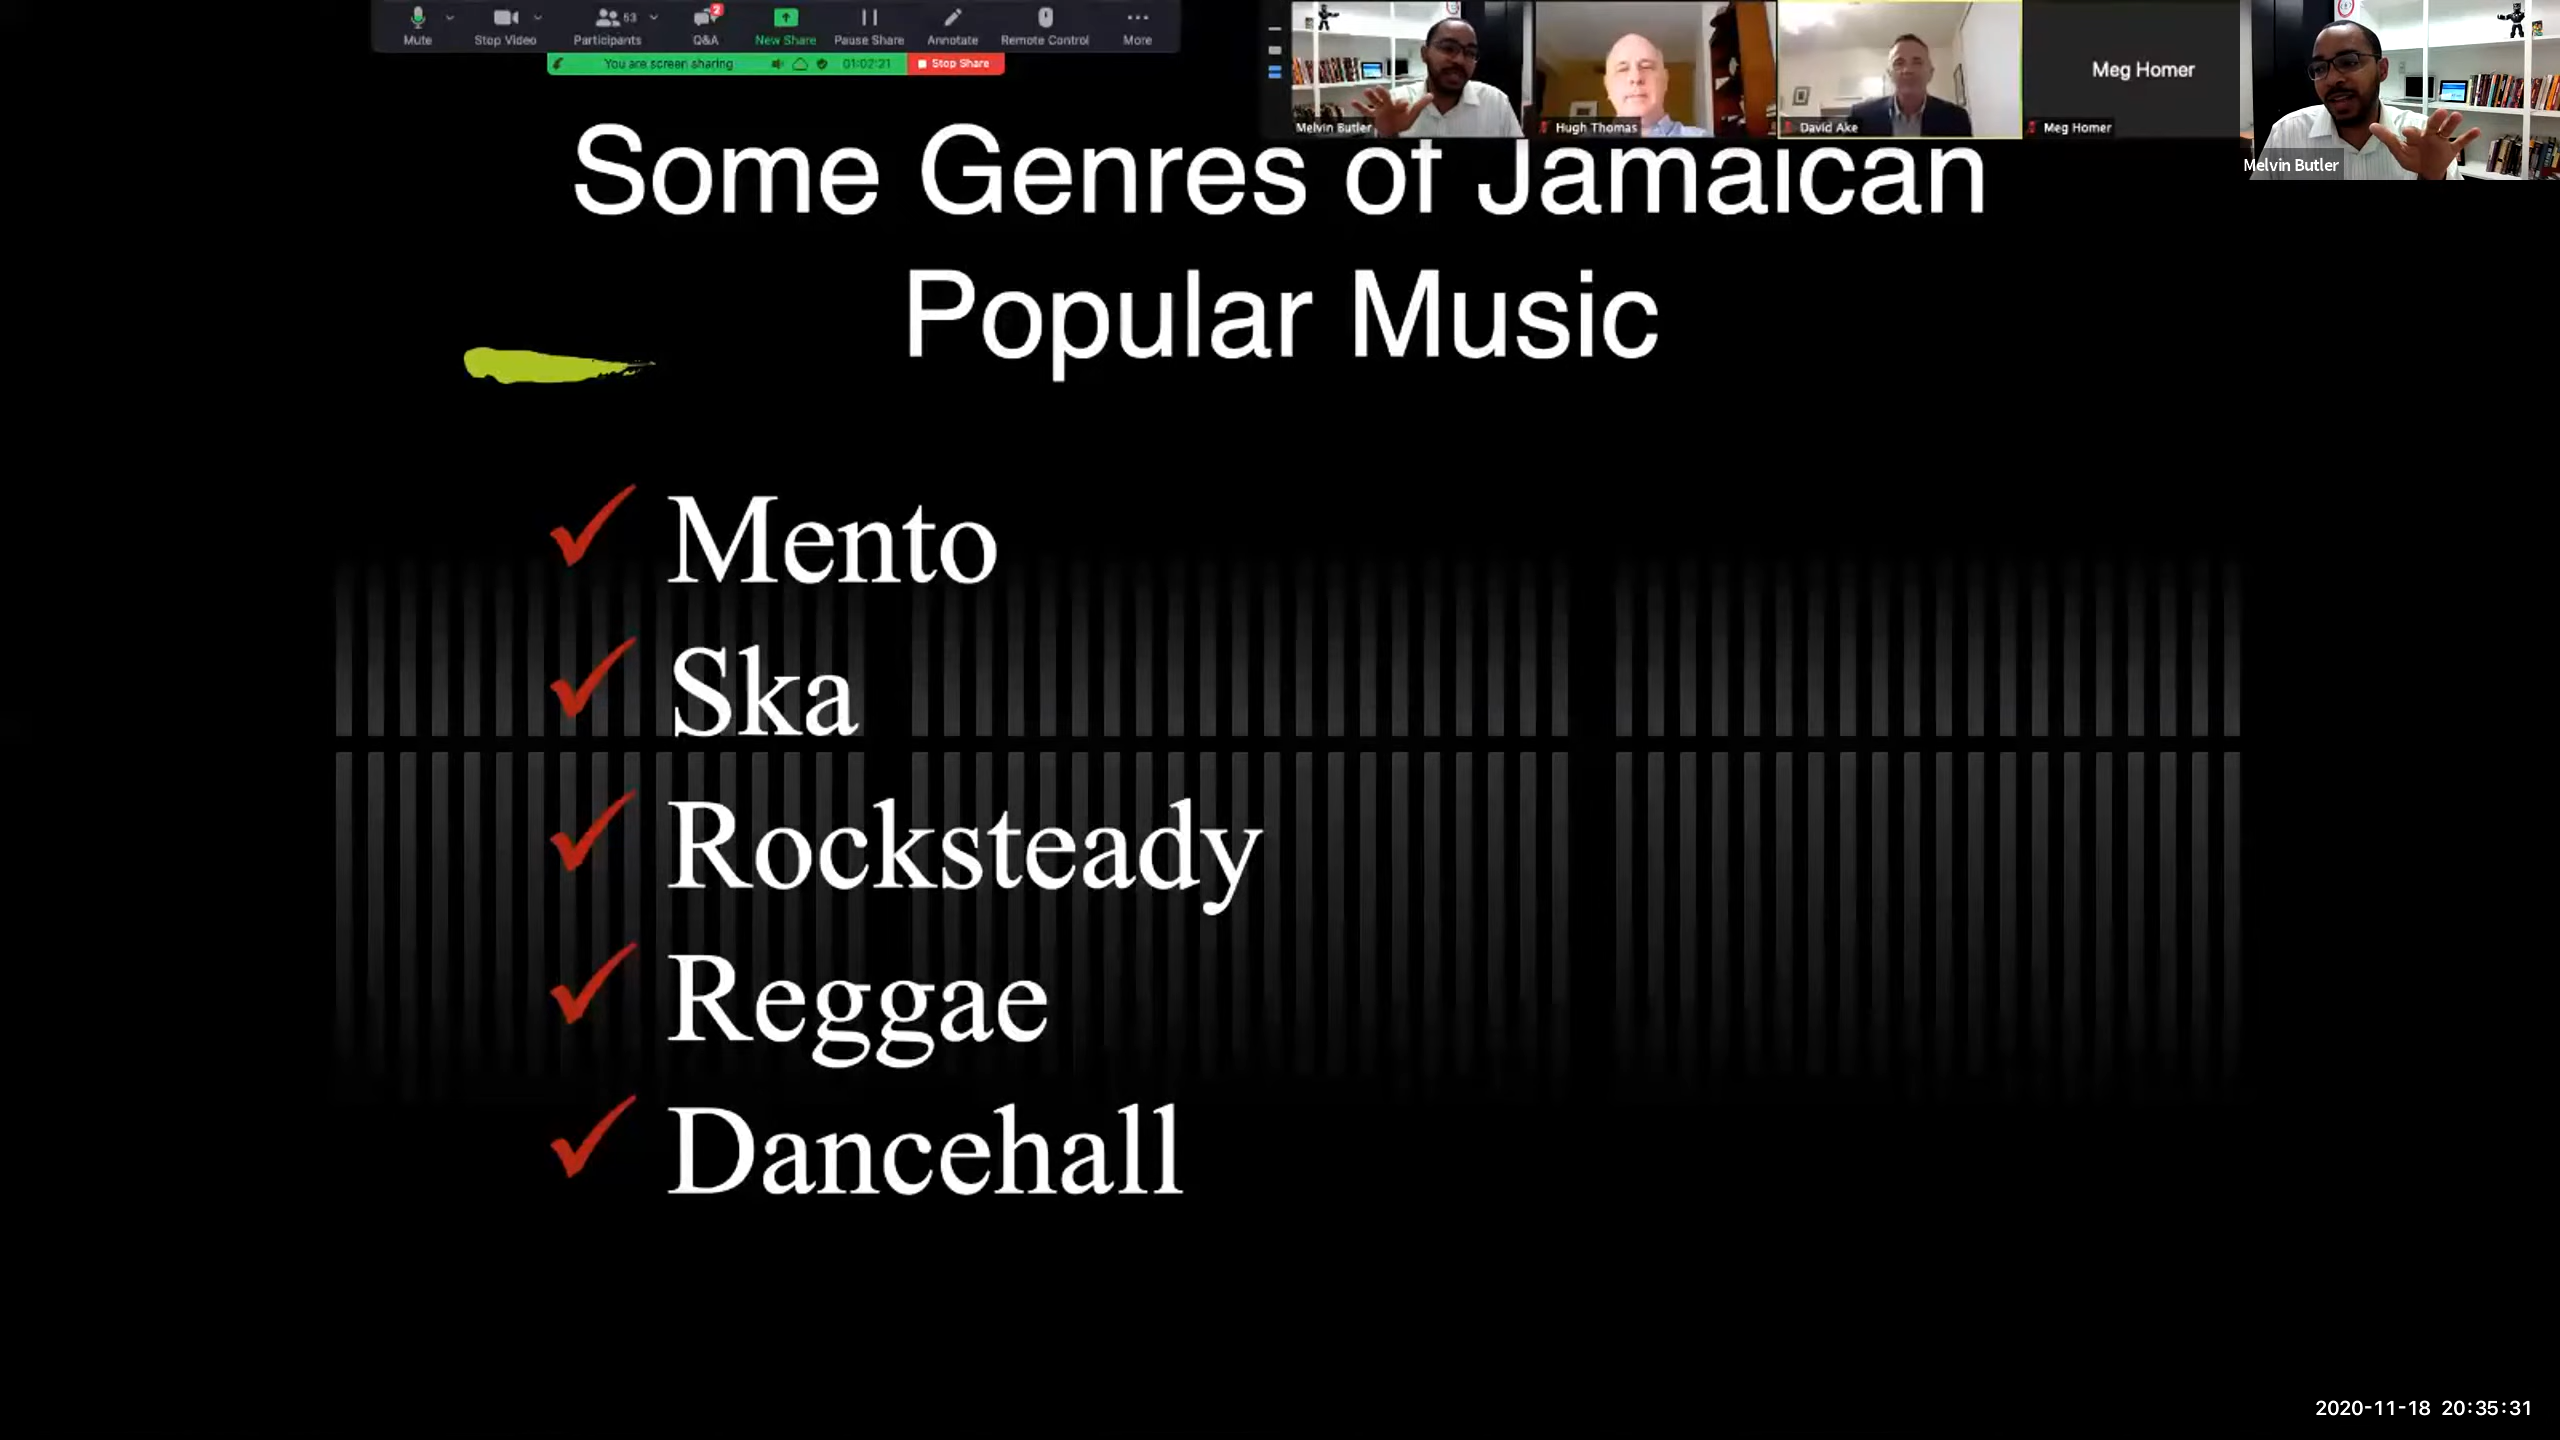 Mute
Stop Video
Participants
53
Q&A
2
New Share
Pause Share
Annotate
Remote Control
More
You are screen sharing
01:02:21
Stop Share
Melvin Butler
Hugh Thomas
David Ake
Meg Homer
Meg Homer
Melvin Butler
Some Genres of Jamaican
Popular Music
Mento
Ska
Rocksteady
Reggae
Dancehall
2020-11-18 20:35:31